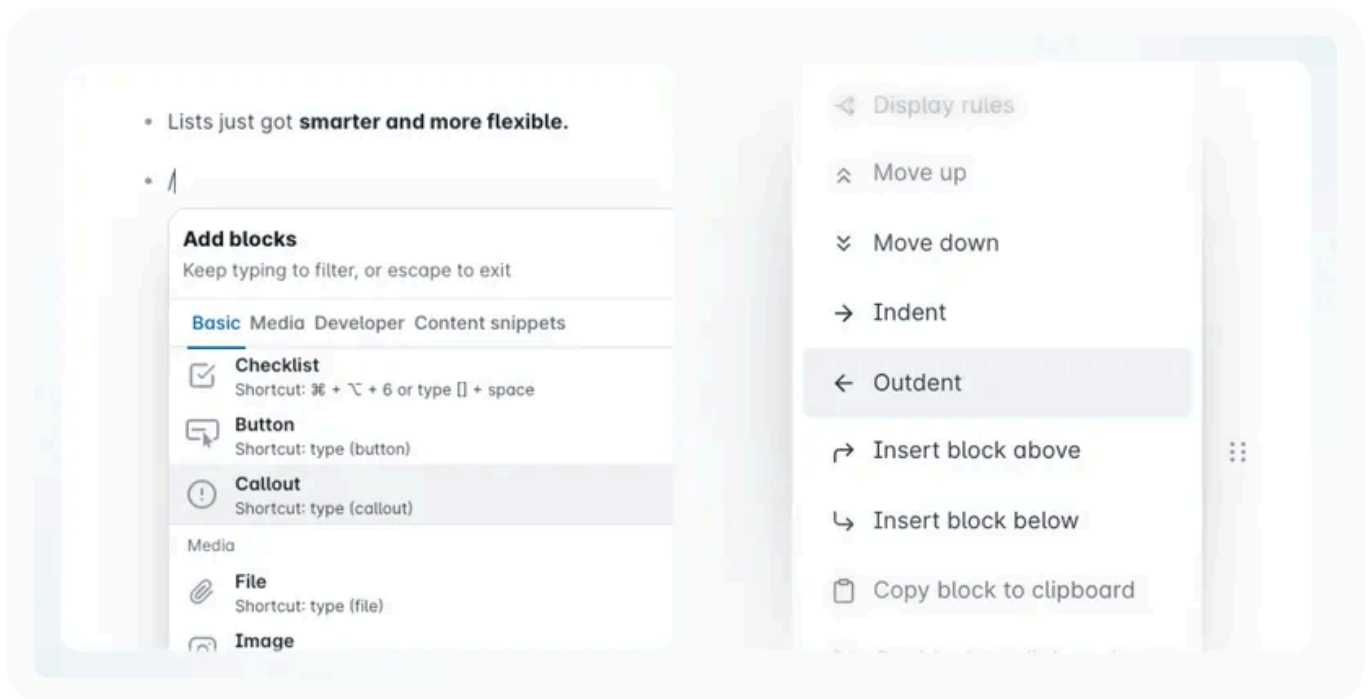 Lists just got smarter and more flexible.
/
Add blocks
Keep typing to filter, or escape to exit
Basic Media Developer Content snippets
Checklist
Shortcut: ⌘ + ⌥ + 6 or type [] + space
Button
Shortcut: type (button)
Callout
Shortcut: type (callout)
Media
File
Shortcut: type (file)
Image
Display rules
Move up
Move down
Indent
Outdent
Insert block above
Insert block below
Copy block to clipboard